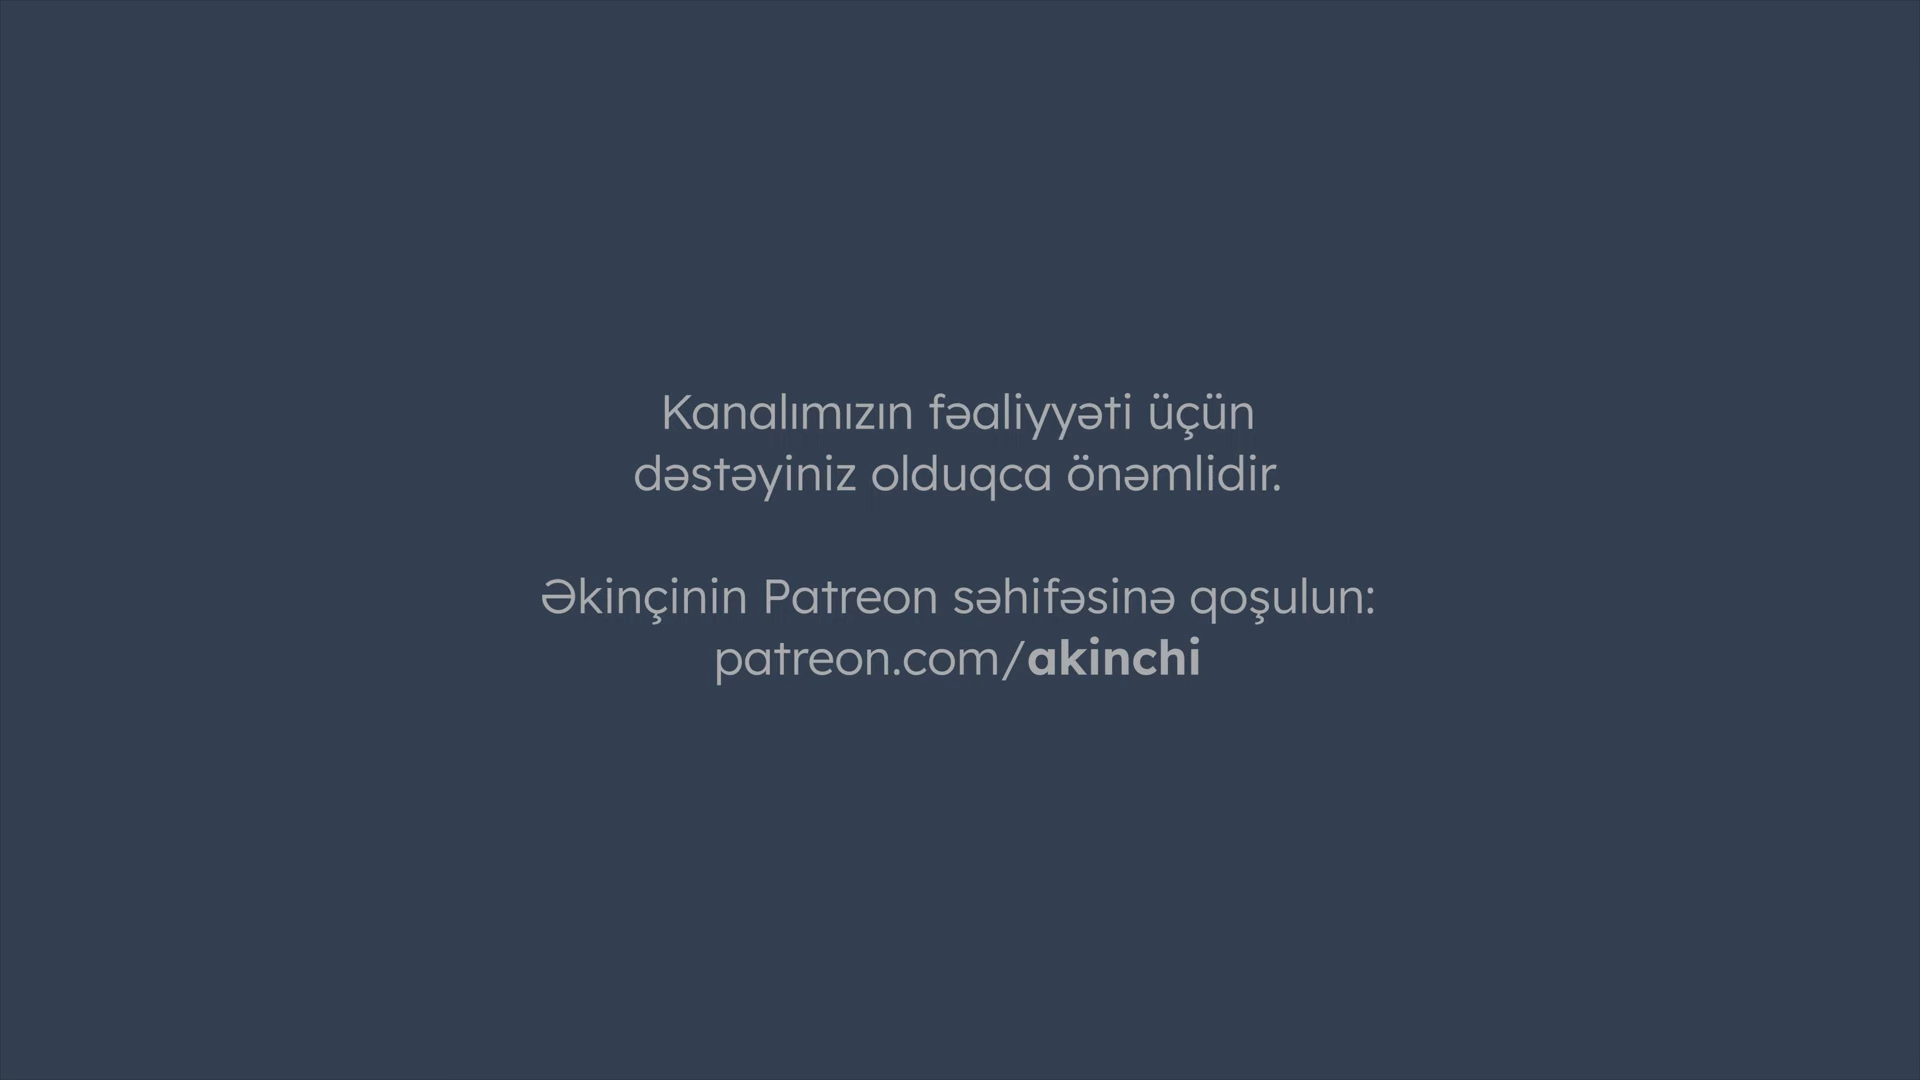 Kanalımızın fəaliyyəti üçün
dəstəyiniz olduqca önəmlidir.
Əkinçinin Patreon səhifəsinə qoşulun:
patreon.com/akinchi